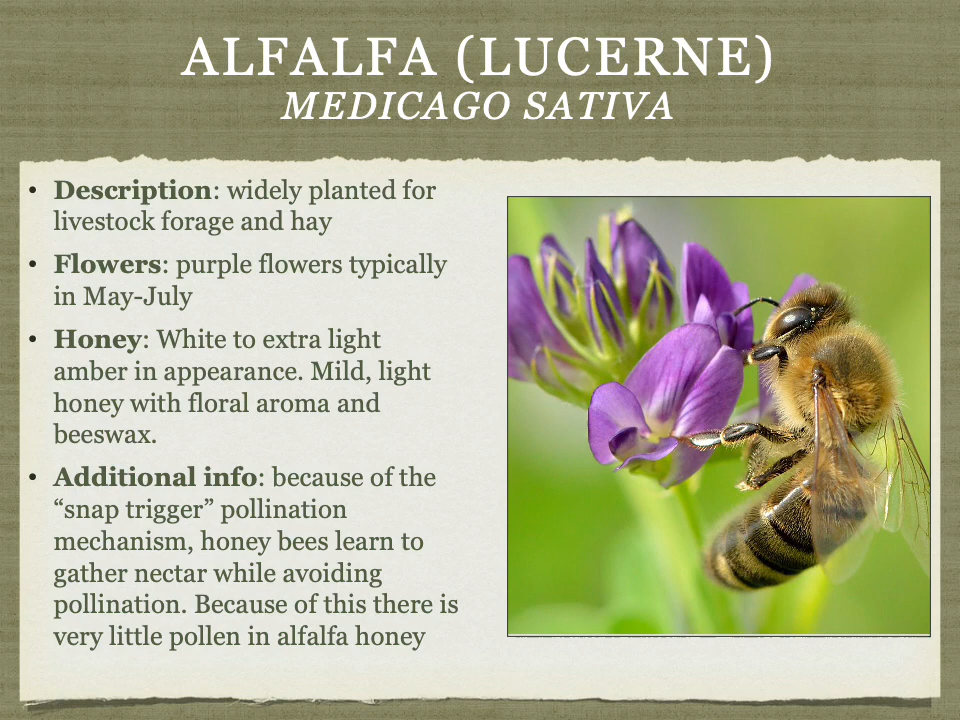 ALFALFA (LUCERNE)
MEDICAGO SATIVA
• Description: widely planted for
livestock forage and hay
• Flowers: purple flowers typically
in May-July
• Honey: White to extra light
amber in appearance. Mild, light
honey with floral aroma and
beeswax.
• Additional info: because of the
“snap trigger” pollination
mechanism, honey bees learn to
gather nectar while avoiding
pollination. Because of this there is
very little pollen in alfalfa honey